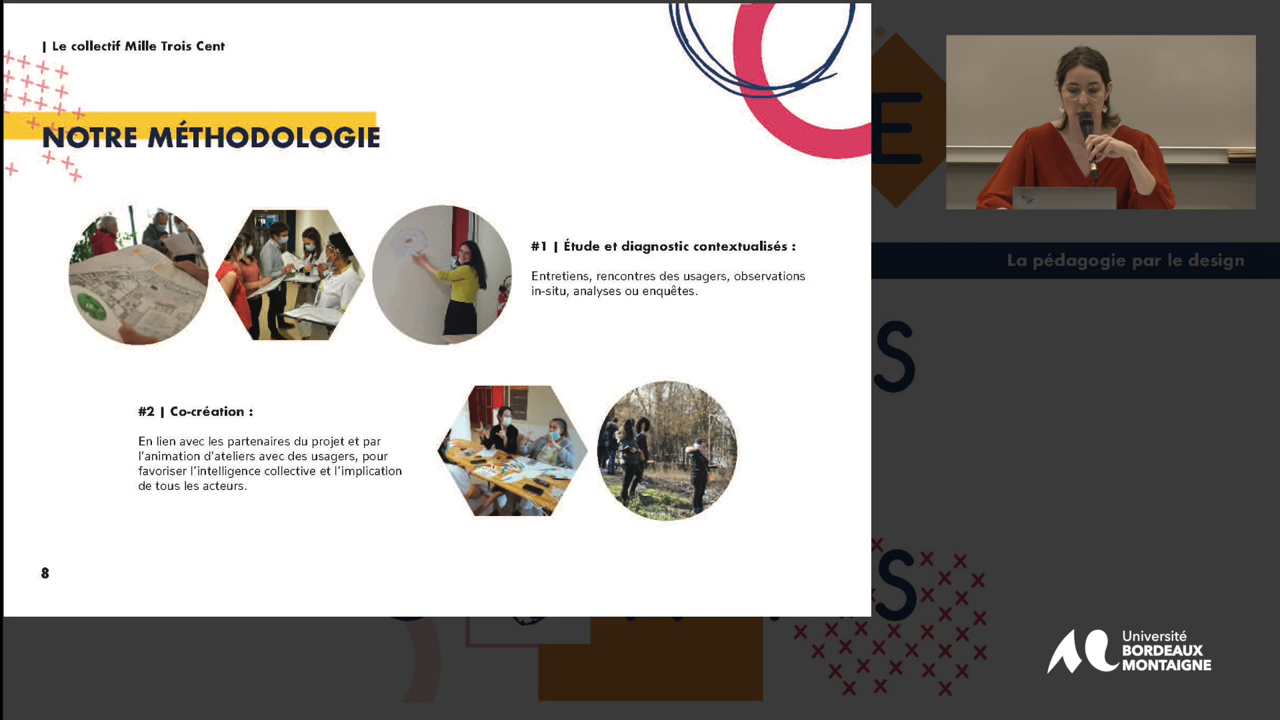 | Le collectif Mille Trois Cent
NOTRE MÉTHODOLOGIE
#1 | Étude et diagnostic contextualisés :
Entretiens, rencontres des usagers, observations
in-situ, analyses ou enquêtes.
#2 | Co-création :
En lien avec les partenaires du projet et par
l'animation d'ateliers avec des usagers, pour
favoriser l'intelligence collective et l'implication
de tous les acteurs.
8
E
La pédagogie par le design
S
S
Université
BORDEAUX
MONTAIGNE